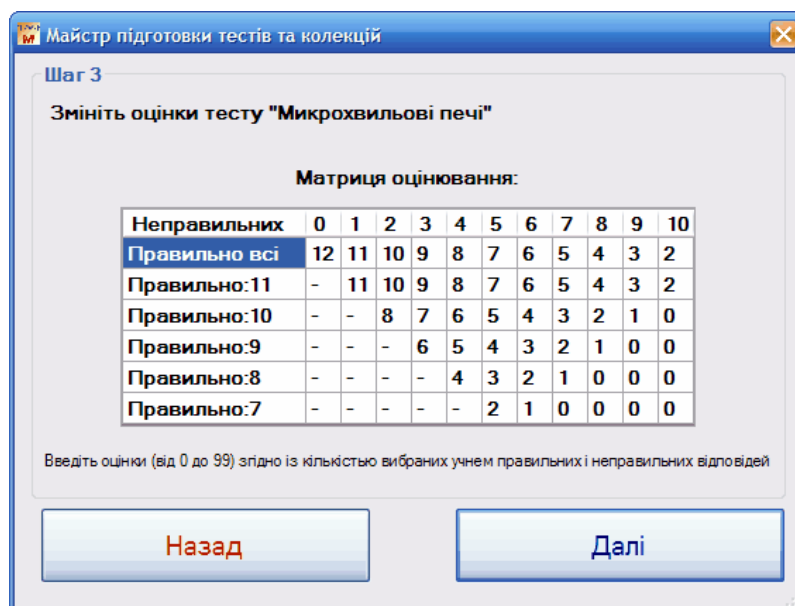 Майстр підготовки тестів та колекцій
Шаг 3
Змініть оцінки тесту "Микрохвильові печі"
Матриця оцінювання:
Неправильних 0 1 2 3 4 5 6 7 8 9 10
Правильно всі 12 11 10 9 8 7 6 5 4 3 2
Правильно:11 - 11 10 9 8 7 6 5 4 3 2
Правильно:10 - - 8 7 6 5 4 3 2 1 0
Правильно:9 - - - 6 5 4 3 2 1 0 0
Правильно:8 - - - - 4 3 2 1 0 0 0
Правильно:7 - - - - - 2 1 0 0 0 0
Введіть оцінки (від 0 до 99) згідно із кількістью вибраних учнем правильних і неправильних відповідей
Назад Далі